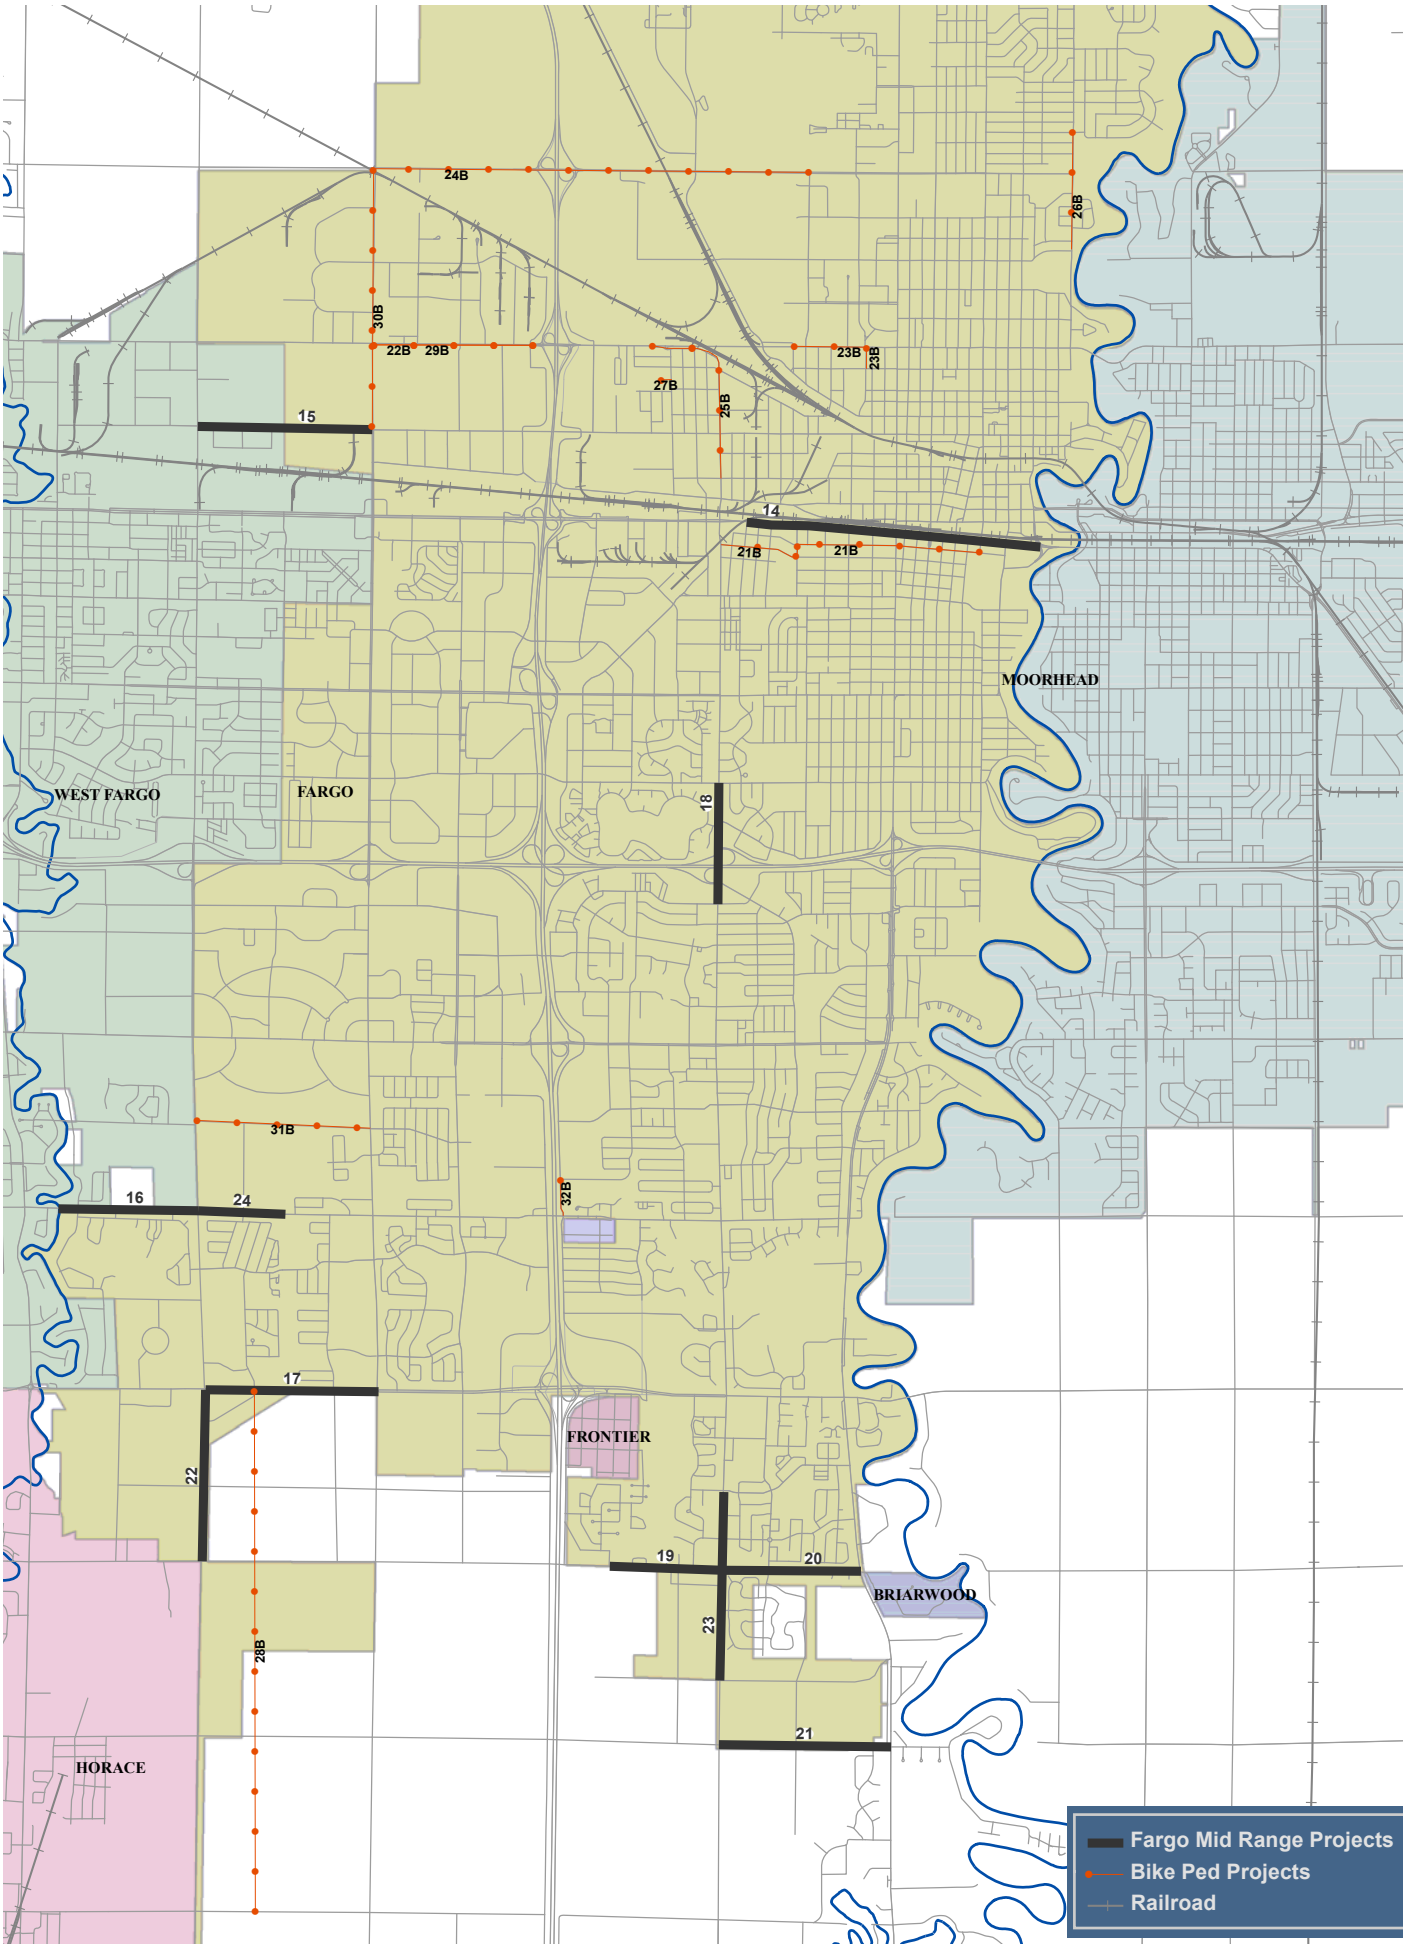 24B
26B
30B
22B
29B
23B
23B
27B
25B
15
14
21B
21B
MOORHEAD
WEST FARGO
FARGO
18
31B
16
24
32B
17
FRONTIER
22
19
20
BRIARWOOD
23
28B
21
HORACE
Fargo Mid Range Projects
Bike Ped Projects
Railroad